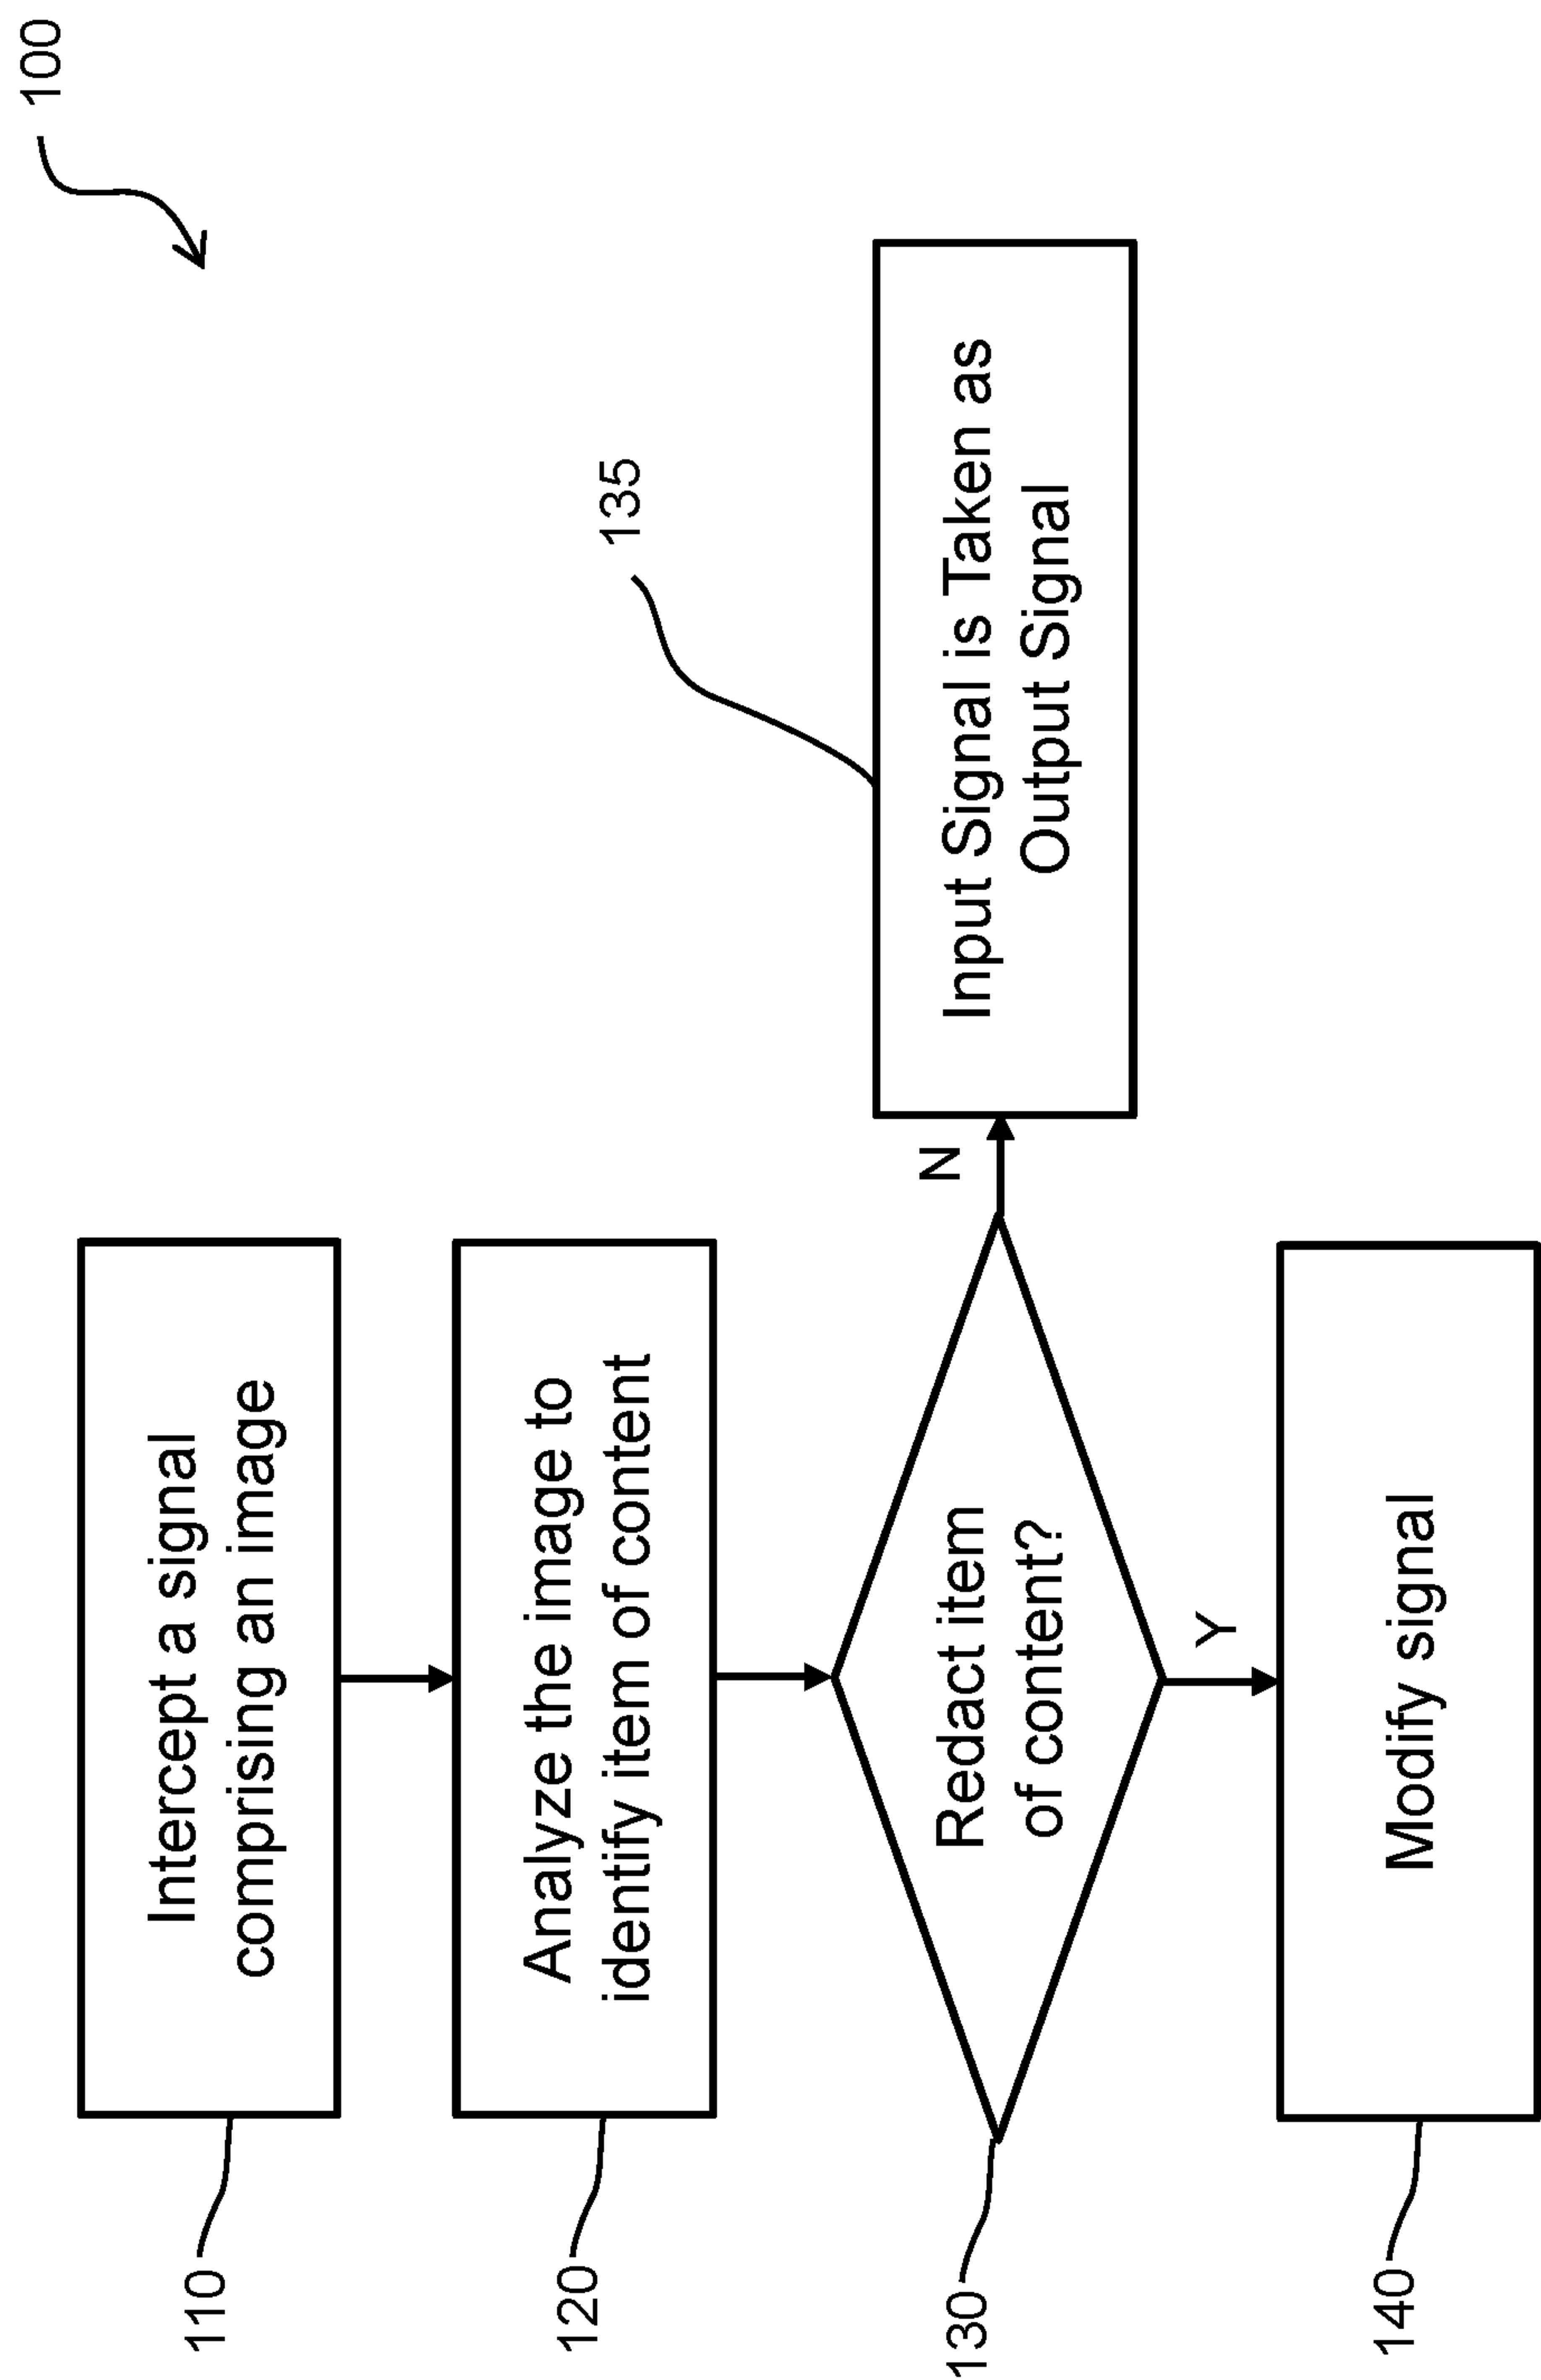 100
110
Intercept a signal
comprising an image
120
Analyze the image to
identify item of content
130
Redact item
of content?
N
135
Input Signal is Taken as
Output Signal
Y
140
Modify signal